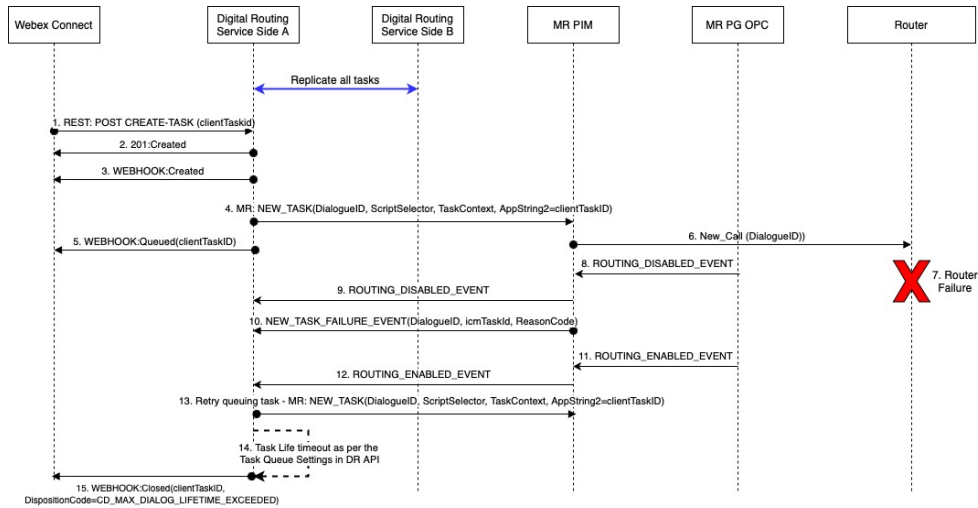 Webex Connect
Digital Routing
Service Side A
Digital Routing
Service Side B
MR PIM
MR PG OPC
Router
Replicate all tasks
1. REST: POST CREATE-TASK (clientTaskid)
2. 201:Created
3. WEBHOOK:Created
4. MR: NEW_TASK(DialogueID, ScriptSelector, TaskContext, AppString2=clientTaskID)
5. WEBHOOK:Queued(clientTaskID)
6. New_Call (DialogueID))
8. ROUTING_DISABLED_EVENT
7. Router
Failure
9. ROUTING_DISABLED_EVENT
10. NEW_TASK_FAILURE_EVENT(DialogID, icmTaskId, ReasonCode)
11. ROUTING_ENABLED_EVENT
12. ROUTING_ENABLED_EVENT
13. Retry queuing task - MR: NEW_TASK(DialogueID, ScriptSelector, TaskContext, AppString2=clientTaskID)
14. Task Life timeout as per the
Task Queue Settings in DR API
15. WEBHOOK:Closed(clientTaskID,
DispositionCode=CD_MAX_DIALOG_LIFETIME_EXCEEDED)